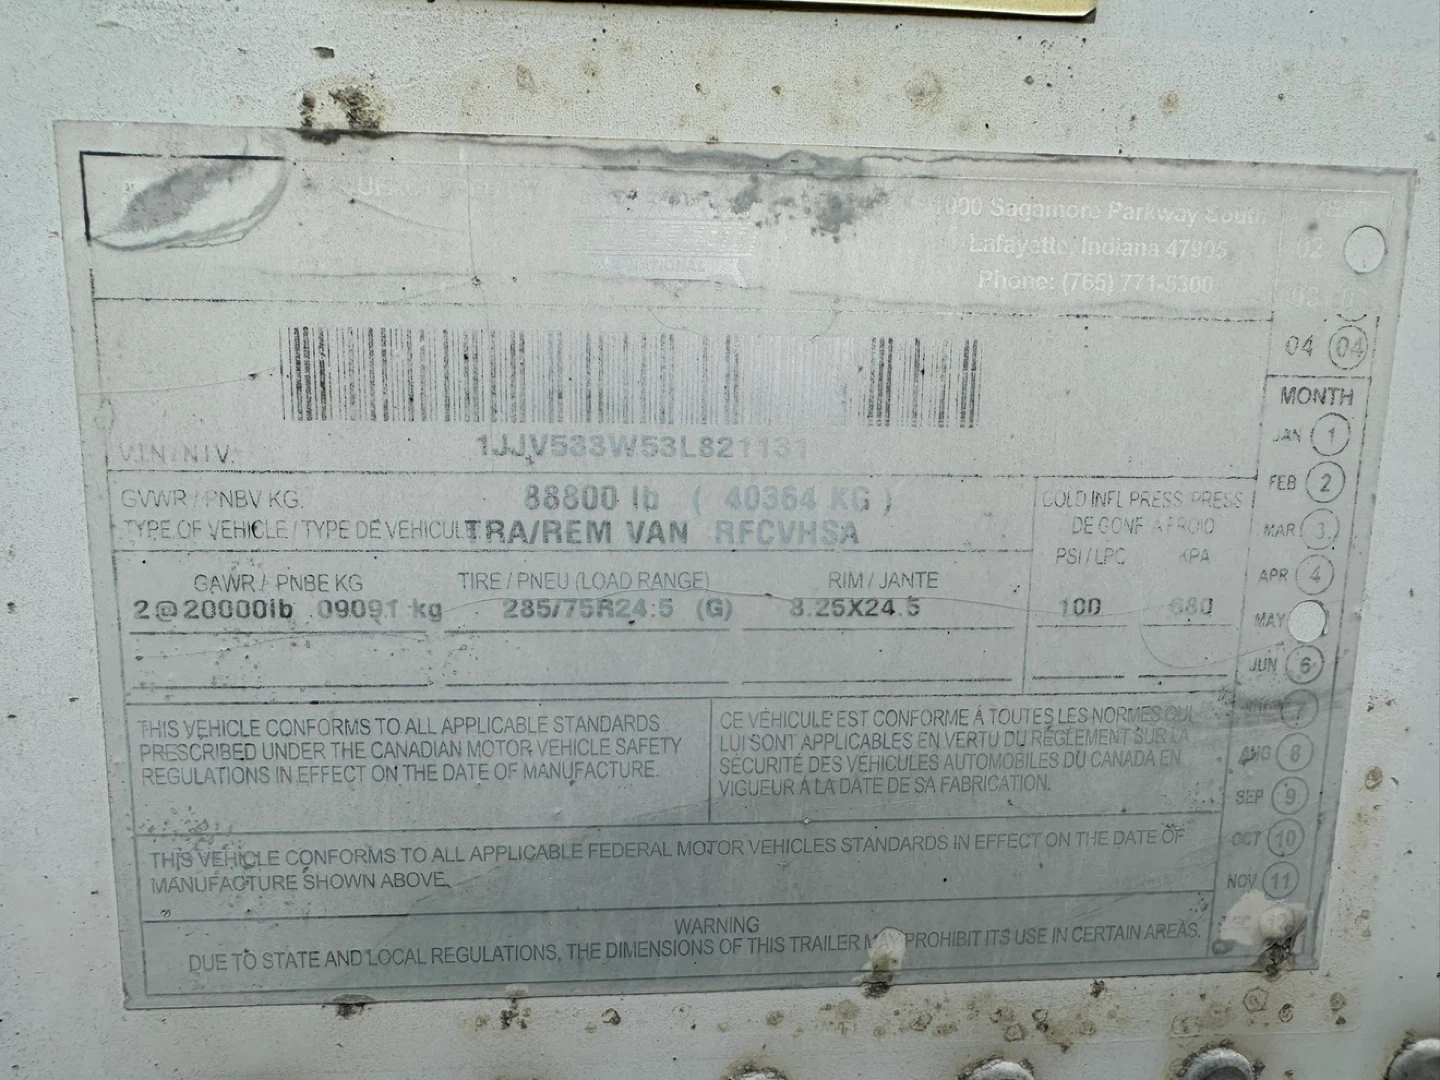 1000 Sagamore Parkway South
Lafayette, Indiana 47905
Phone: (765) 771-5300
02
03
04 04
V.I.N / N.I.V. 1JJV533W53L821131
GVWR / PNBV KG. 88800 lb ( 40364 KG )
TYPE OF VEHICLE / TYPE DE VEHICULE TRA/REM VAN RFCVHSA
COLD INFL PRESS PRESS
DE GONF A FROID
PSI / LPC KPA
GAWR / PNBE KG TIRE / PNEU (LOAD RANGE) RIM / JANTE
2@20000lb 09091 kg 285/75R24.5 (G) 8.25X24.5 100 680
THIS VEHICLE CONFORMS TO ALL APPLICABLE STANDARDS
PRESCRIBED UNDER THE CANADIAN MOTOR VEHICLE SAFETY
REGULATIONS IN EFFECT ON THE DATE OF MANUFACTURE.
CE VÉHICULE EST CONFORME À TOUTES LES NORMES QUI
LUI SONT APPLICABLES EN VERTU DU RÈGLEMENT SUR LA
SÉCURITÉ DES VÉHICULES AUTOMOBILES DU CANADA EN
VIGUEUR À LA DATE DE SA FABRICATION.
THIS VEHICLE CONFORMS TO ALL APPLICABLE FEDERAL MOTOR VEHICLES STANDARDS IN EFFECT ON THE DATE OF
MANUFACTURE SHOWN ABOVE.
WARNING
DUE TO STATE AND LOCAL REGULATIONS, THE DIMENSIONS OF THIS TRAILER PROHIBIT ITS USE IN CERTAIN AREAS.
MONTH
JAN 1
FEB 2
MAR 3
APR 4
MAY
JUN 6
7
AUG 8
SEP 9
OCT 10
NOV 11